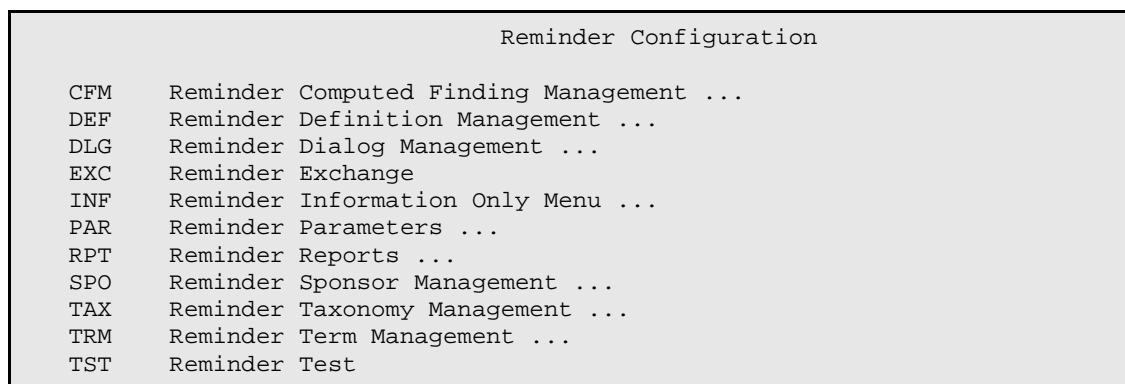 Reminder Configuration
CFM Reminder Computed Finding Management ...
DEF Reminder Definition Management ...
DLG Reminder Dialog Management ...
EXC Reminder Exchange
INF Reminder Information Only Menu ...
PAR Reminder Parameters ...
RPT Reminder Reports ...
SPO Reminder Sponsor Management ...
TAX Reminder Taxonomy Management ...
TRM Reminder Term Management ...
TST Reminder Test